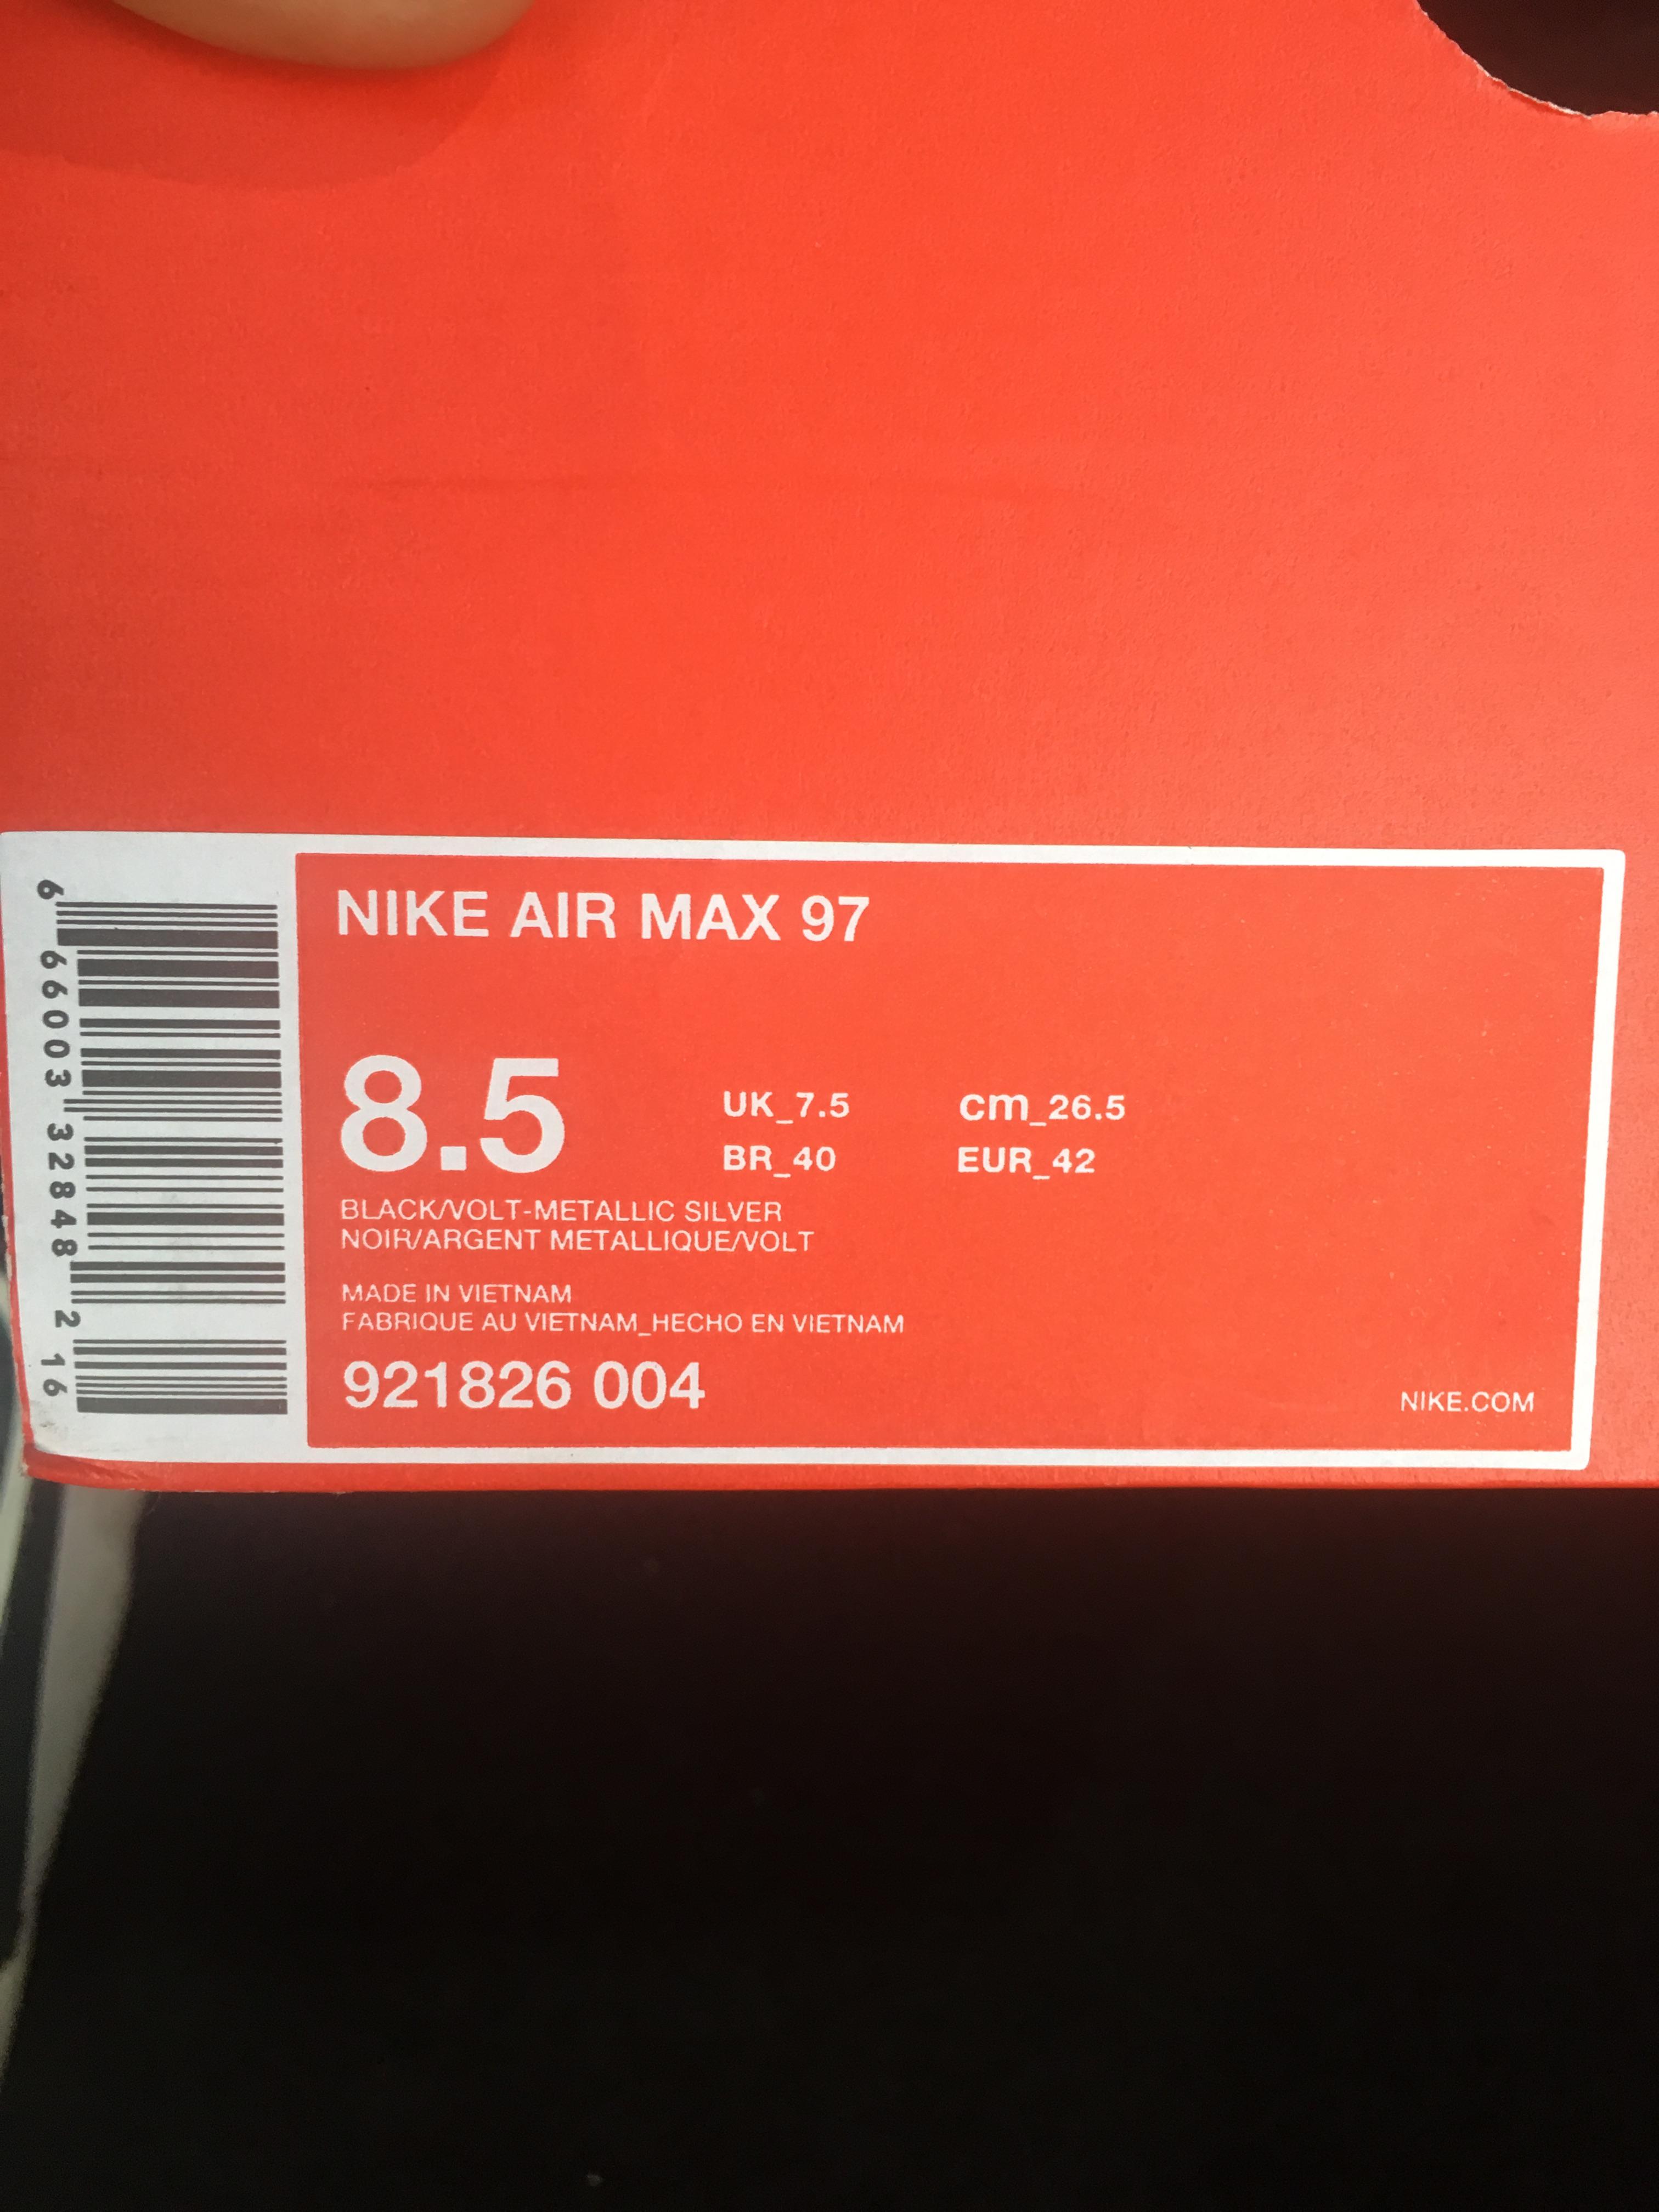 NIKE AIR MAX 97
8.5
UK_7.5 cm_26.5
BR_40 EUR_42
BLACK/VOLT-METALLIC SILVER
NOIR/ARGENT METALLIQUE/VOLT
MADE IN VIETNAM
FABRIQUE AU VIETNAM_HECHO EN VIETNAM
921826 004
NIKE.COM
6 66003 32848 2 16